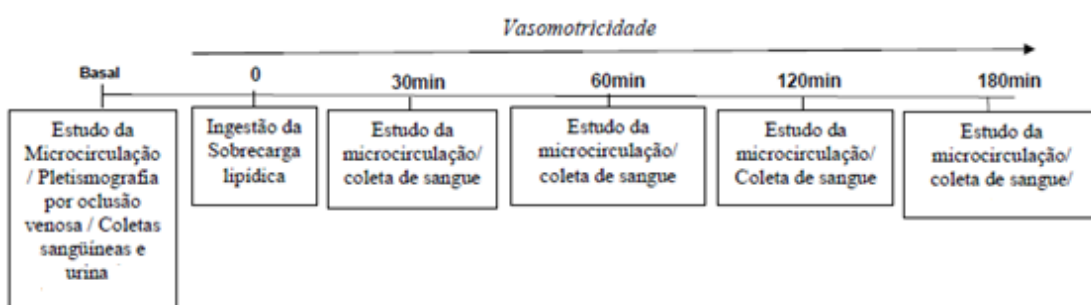 Vasomotricidade
Basal
0
30min
60min
120min
180min
Estudo da
Microcirculação
/ Pletismografia
por oclusão
venosa / Coletas
sangüíneas e
urina
Ingestão da
Sobrecarga
lipídica
Estudo da
microcirculação/
coleta de sangue
Estudo da
microcirculação/
coleta de sangue
Estudo da
microcirculação/
Coleta de sangue
Estudo da
microcirculação/
coleta de sangue/